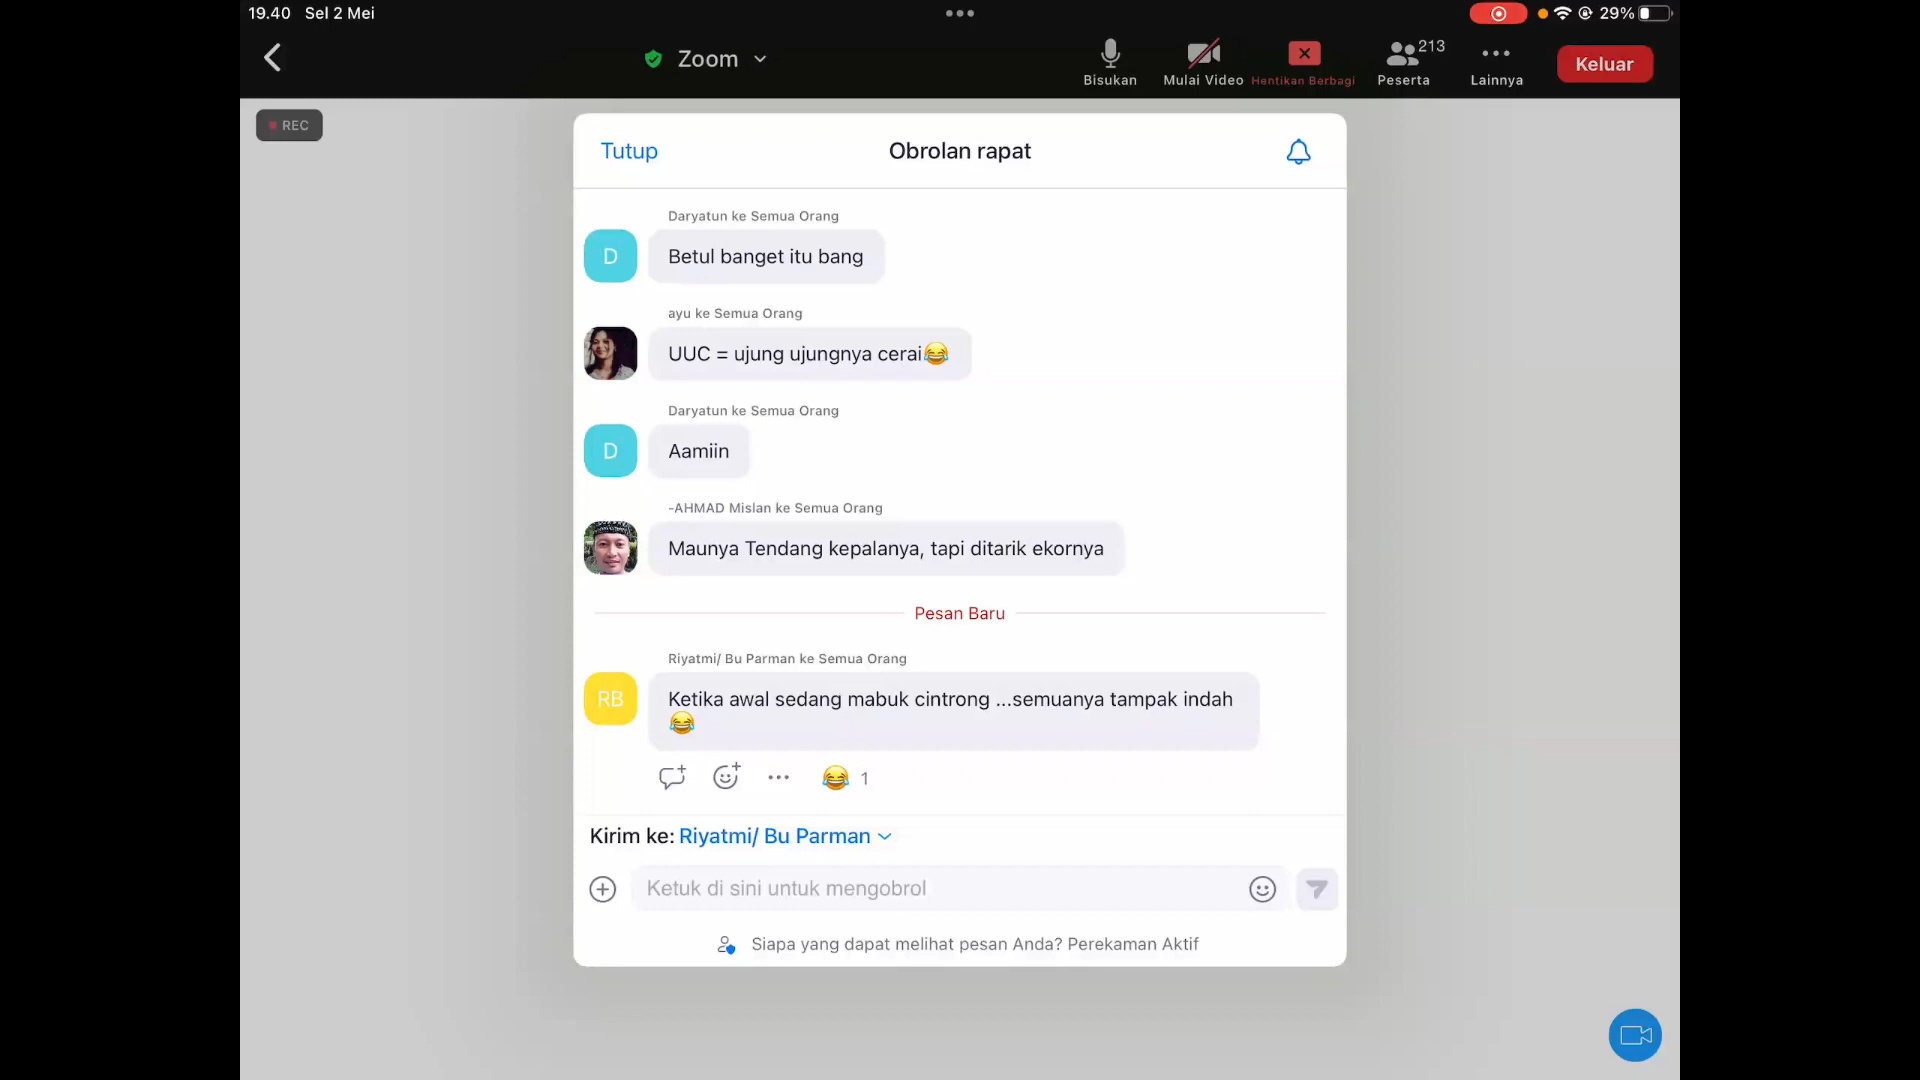 19.40 Sel 2 Mei
29%
Zoom
Bisukan
Mulai Video
Hentikan Berbagi
213
Peserta
Lainnya
Keluar
REC
Tutup
Obrolan rapat
Daryatun ke Semua Orang
D
Betul banget itu bang
ayu ke Semua Orang
UUC = ujung ujungnya cerai😂
Daryatun ke Semua Orang
D
Aamiin
-AHMAD Mislan ke Semua Orang
Maunya Tendang kepalanya, tapi ditarik ekornya
Pesan Baru
Riyatmi/ Bu Parman ke Semua Orang
RB
Ketika awal sedang mabuk cintrong ...semuanya tampak indah
😂
😂 1
Kirim ke: Riyatmi/ Bu Parman
Ketuk di sini untuk mengobrol
Siapa yang dapat melihat pesan Anda? Perekaman Aktif